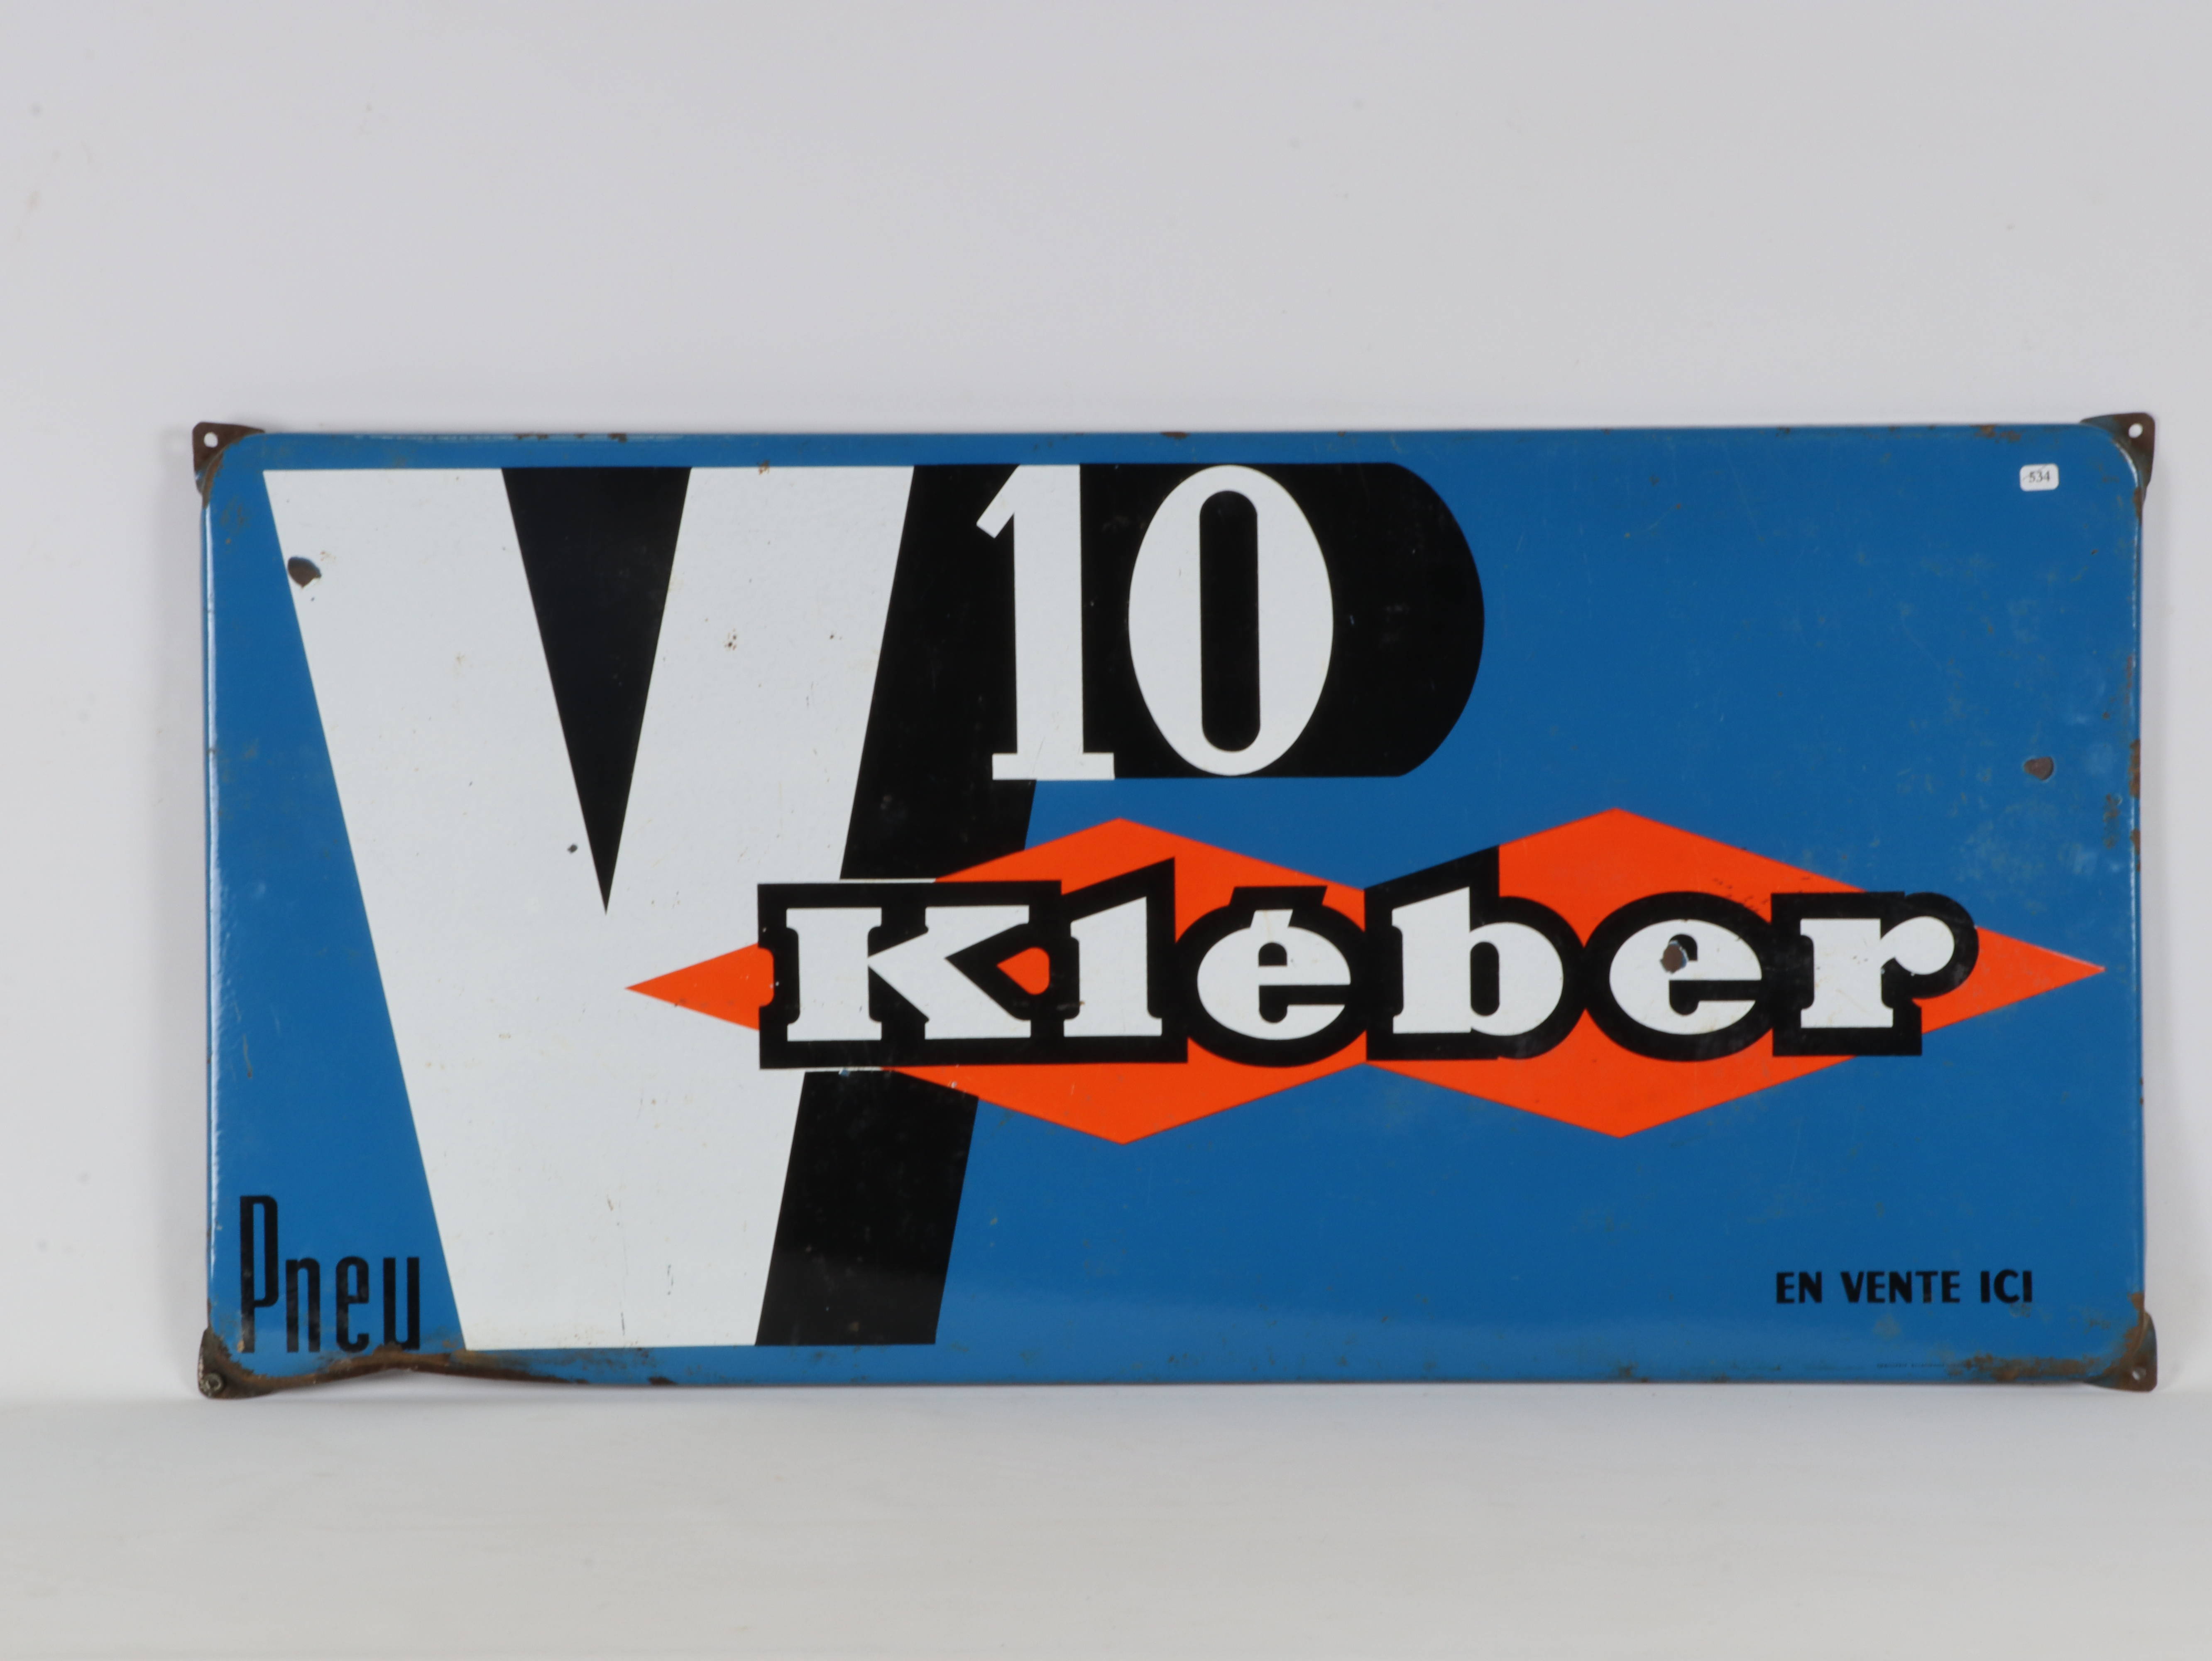 V10
534
Kléber
Pneu
EN VENTE ICI